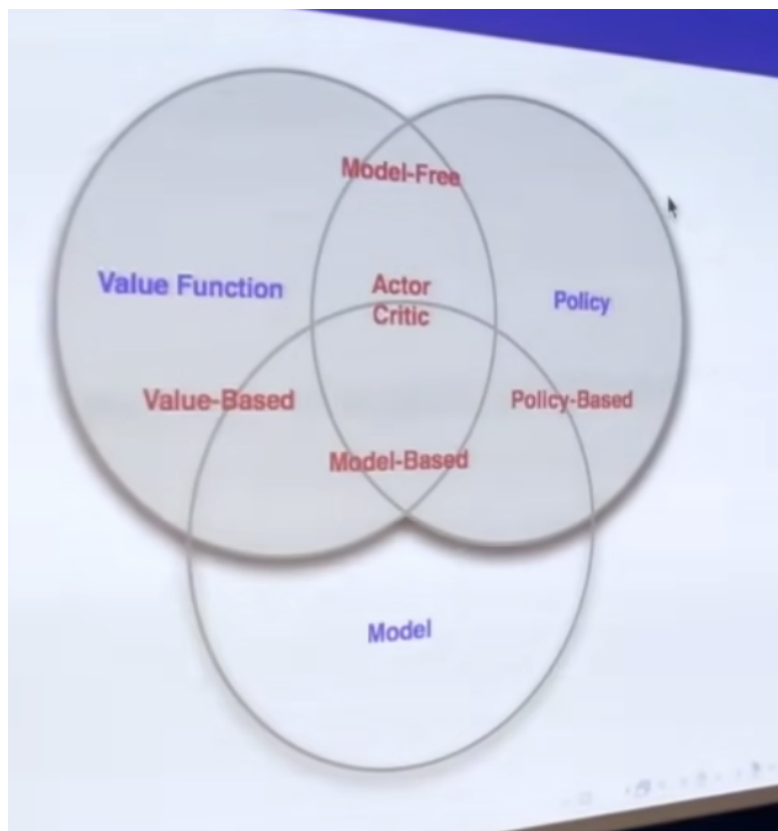 Model-Free
Value Function
Actor
Critic
Policy
Value-Based
Policy-Based
Model-Based
Model